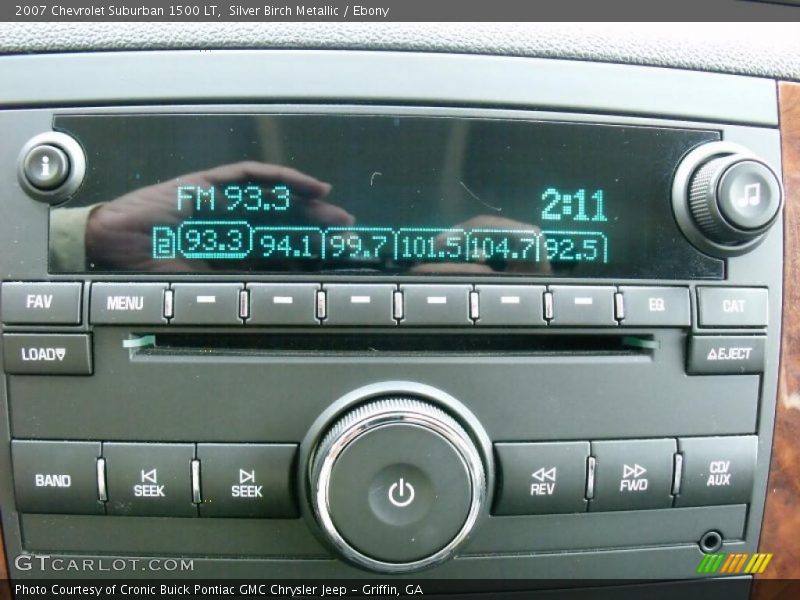 2007 Chevrolet Suburban 1500 LT, Silver Birch Metallic / Ebony
i
FM 93.3 2:11
2 93.3 94.1 99.7 101.5 104.7 92.5
FAV MENU EQ CAT
LOAD EJECT
BAND SEEK SEEK REV FWD CD/
AUX
GTCARLOT.COM
Photo Courtesy of Cronic Buick Pontiac GMC Chrysler Jeep - Griffin, GA